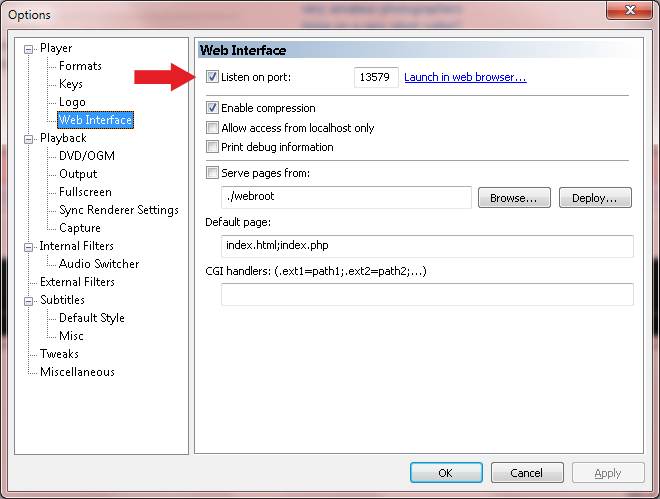 Options
Player
Formats
Keys
Logo
Web Interface
Playback
DVD/OGM
Output
Fullscreen
Sync Renderer Settings
Capture
Internal Filters
Audio Switcher
External Filters
Subtitles
Default Style
Misc
Tweaks
Miscellaneous
Web Interface
Listen on port: 13579 Launch in web browser...
Enable compression
Allow access from localhost only
Print debug information
Serve pages from:
./webroot Browse... Deploy...
Default page:
index.html;index.php
CGI handlers: (.ext1=path1;.ext2=path2;...)
OK Cancel Apply